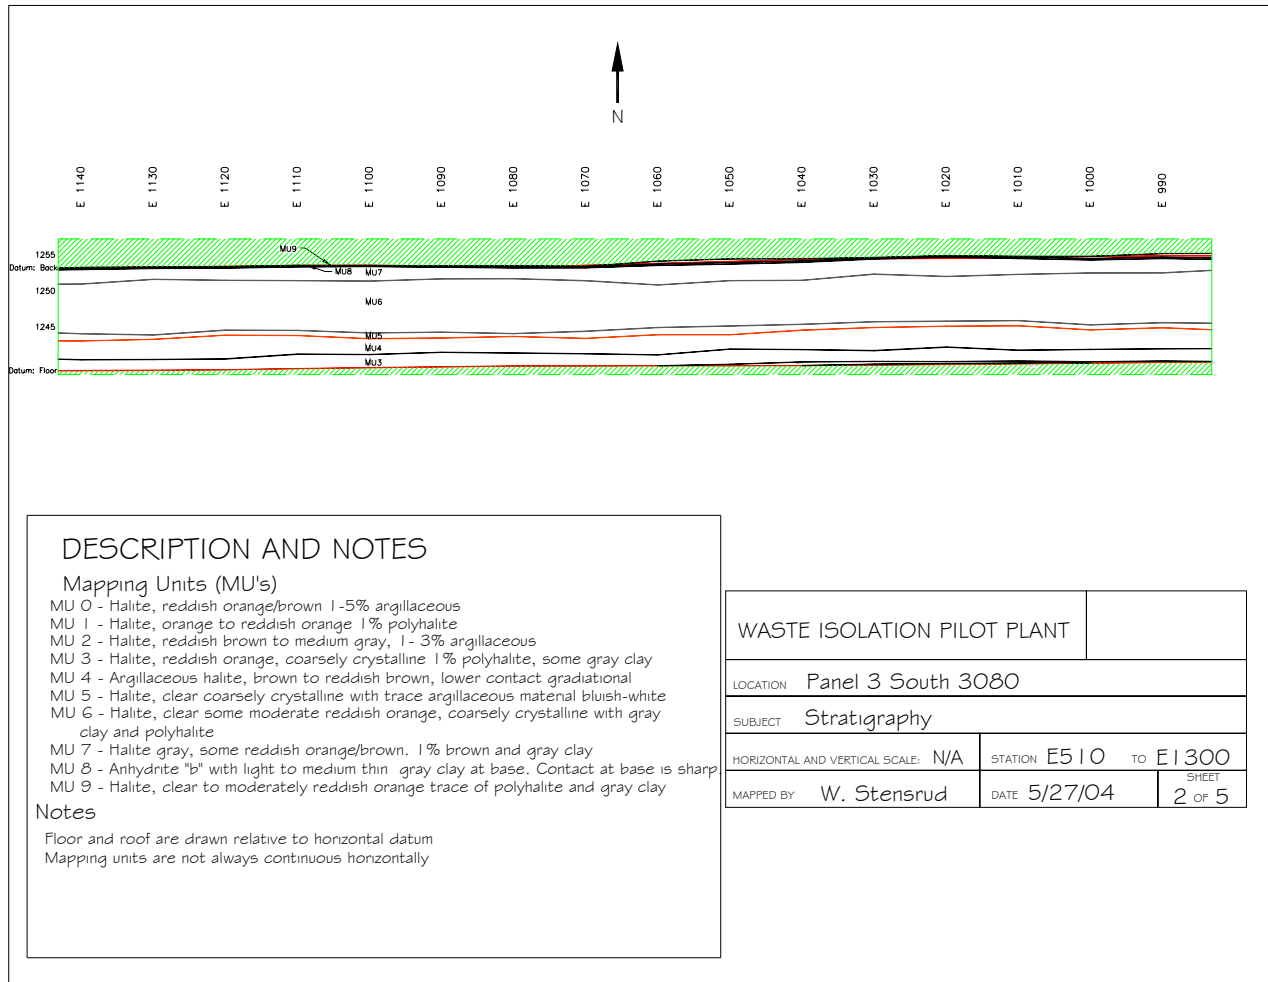 N
E 1140
E 1130
E 1120
E 1110
E 1100
E 1090
E 1080
E 1070
E 1060
E 1050
E 1040
E 1030
E 1020
E 1010
E 1000
E 990
MU9
1255
Datum: Back
MU8
MU7
1250
MU6
1245
MU5
MU4
MU3
Datum: Floor
DESCRIPTION AND NOTES
Mapping Units (MU's)
MU 0 - Halite, reddish orange/brown 1-5% argillaceous
MU 1 - Halite, orange to reddish orange 1% polyhalite
MU 2 - Halite, reddish brown to medium gray, 1- 3% argillaceous
MU 3 - Halite, reddish orange, coarsely crystalline 1% polyhalite, some gray clay
MU 4 - Argillaceous halite, brown to reddish brown, lower contact gradiational
MU 5 - Halite, clear coarsely crystalline with trace argillaceous material bluish-white
MU 6 - Halite, clear some moderate reddish orange, coarsely crystalline with gray
clay and polyhalite
MU 7 - Halite gray, some reddish orange/brown. 1% brown and gray clay
MU 8 - Anhydrite "b" with light to medium thin gray clay at base. Contact at base is sharp.
MU 9 - Halite, clear to moderately reddish orange trace of polyhalite and gray clay
Notes
Floor and roof are drawn relative to horizontal datum
Mapping units are not always continuous horizontally
WASTE ISOLATION PILOT PLANT
LOCATION Panel 3 South 3080
SUBJECT Stratigraphy
HORIZONTAL AND VERTICAL SCALE: N/A
STATION E510 TO E1300
MAPPED BY W. Stensrud
DATE 5/27/04
SHEET
2 OF 5